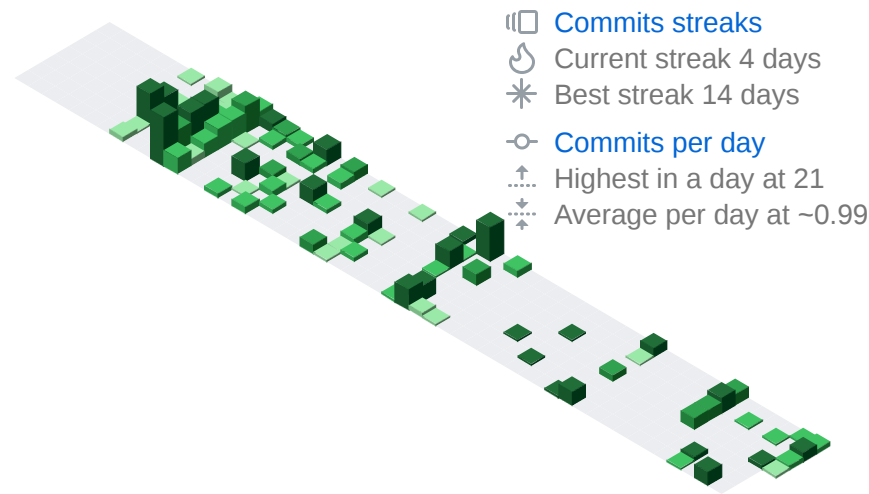 Commits streaks
Current streak 4 days
Best streak 14 days
Commits per day
Highest in a day at 21
Average per day at ~0.99